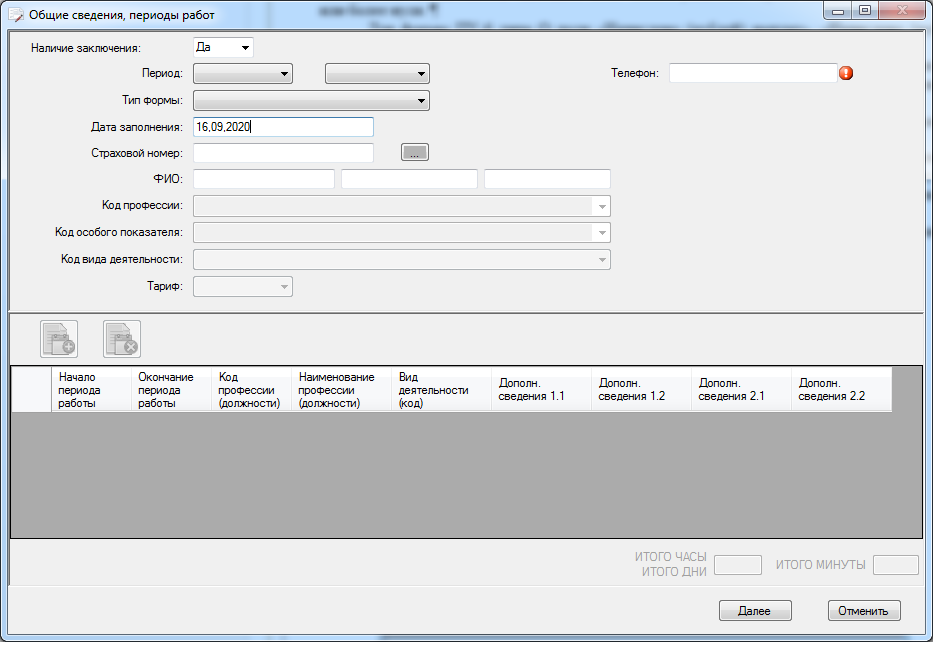 Общие сведения, периоды работ
Наличие заключения: Да
Период:
Телефон:
Тип формы:
Дата заполнения: 16,09,2020
Страховой номер: ...
ФИО:
Код профессии:
Код особого показателя:
Код вида деятельности:
Тариф:
Начало периода работы
Окончание периода работы
Код профессии (должности)
Наименование профессии (должности)
Вид деятельности (код)
Дополн. сведения 1.1
Дополн. сведения 1.2
Дополн. сведения 2.1
Дополн. сведения 2.2
ИТОГО ЧАСЫ
ИТОГО ДНИ
ИТОГО МИНУТЫ
Далее
Отменить